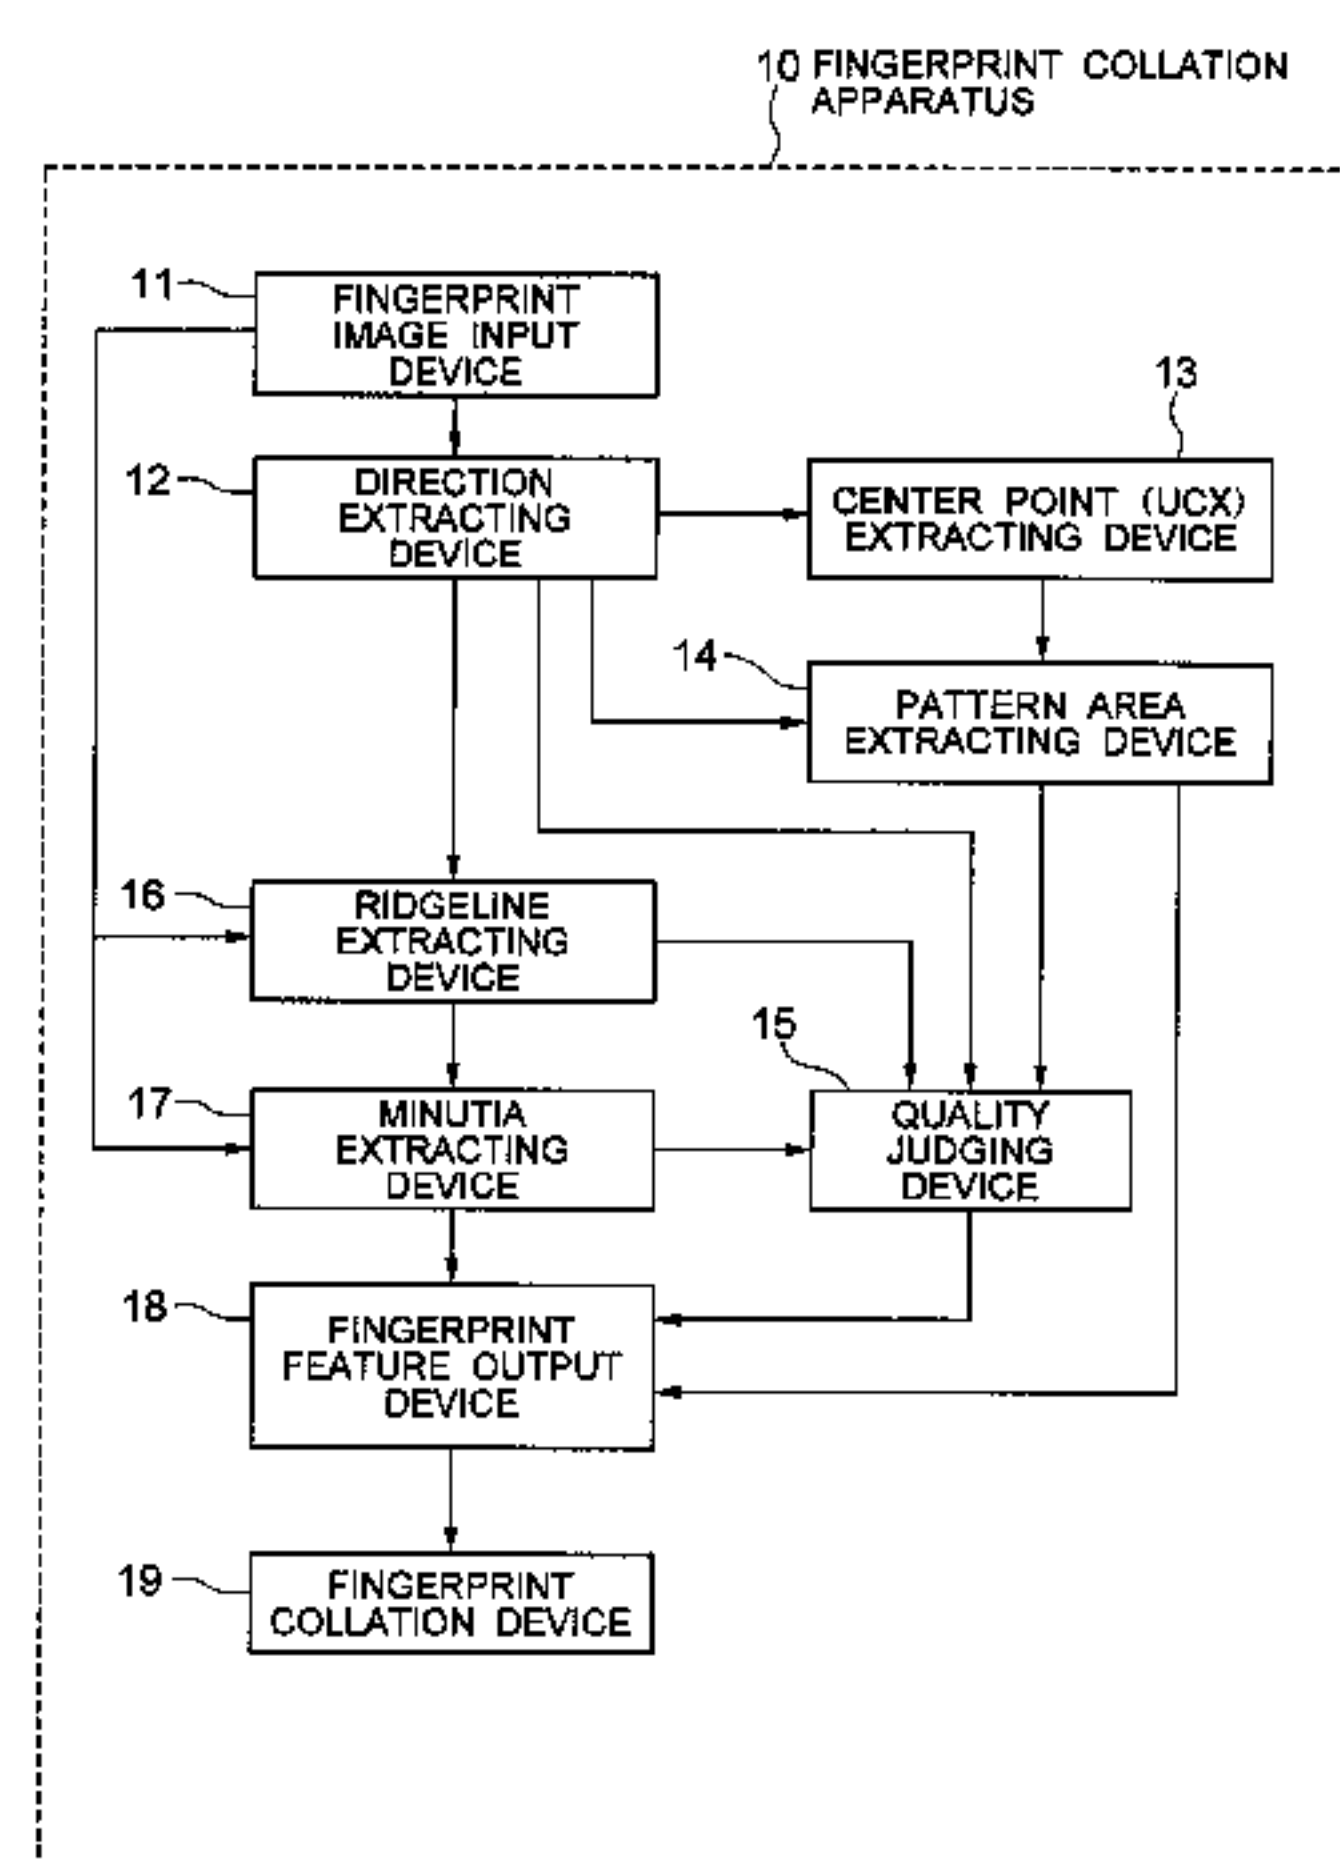 10 FINGERPRINT COLLATION
APPARATUS
11
FINGERPRINT
IMAGE INPUT
DEVICE
12
DIRECTION
EXTRACTING
DEVICE
13
CENTER POINT (UCX)
EXTRACTING DEVICE
14
PATTERN AREA
EXTRACTING DEVICE
16
RIDGELINE
EXTRACTING
DEVICE
15
QUALITY
JUDGING
DEVICE
17
MINUTIA
EXTRACTING
DEVICE
18
FINGERPRINT
FEATURE OUTPUT
DEVICE
19
FINGERPRINT
COLLATION DEVICE